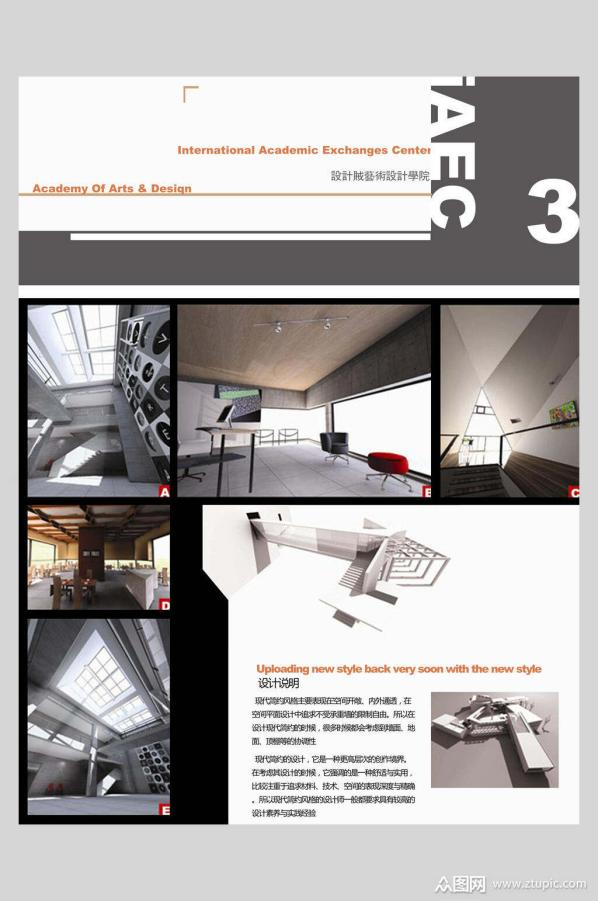 International Academic Exchanges Center
設計賊藝術設計學院
Academy Of Arts & Design
IAEC
3
A
B
C
D
E
Uploading new style back very soon with the new style
设计说明
现代简约风格主要表现在空间开敞、内外通透，在
空间平面设计中追求不受承重墙的限制自由。所以在
设计现代简约的时候，很多时候都会考虑到墙面、地
面、顶棚等的协调性
现代简约的设计，它是一种更高层次的创作境界。
在考虑其设计的时候，它强调的是一种舒适与实用，
比较注重于追求材料、技术、空间的表现深度与精确
。所以现代简约风格的设计师一般都要求具有较高的
设计素养与实践经验
众图网 www.ztupic.com